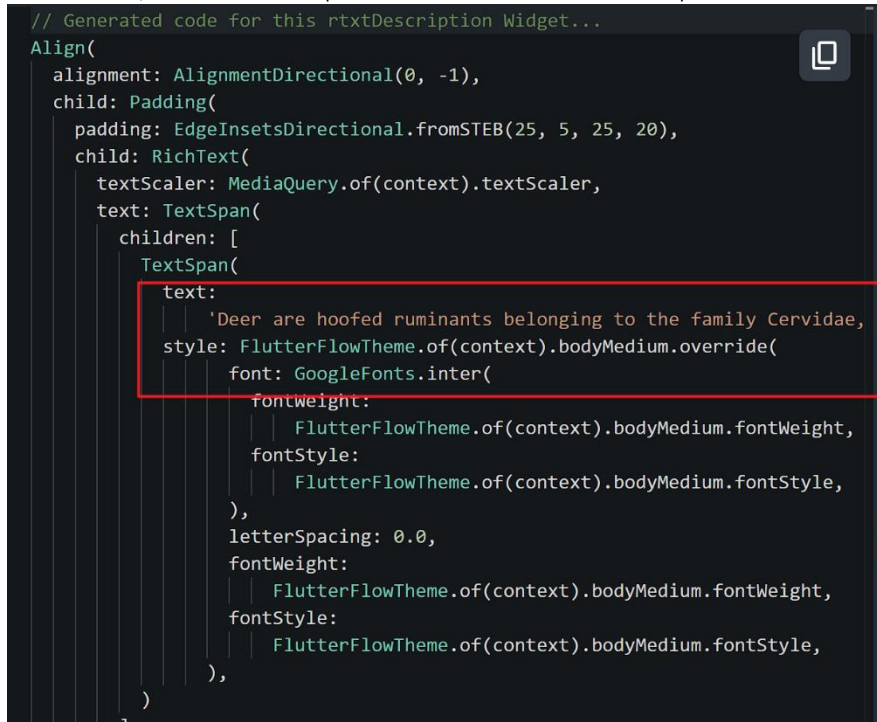 // Generated code for this rtxtDescription Widget...
Align(
  alignment: AlignmentDirectional(0, -1),
  child: Padding(
    padding: EdgeInsetsDirectional.fromSTEB(25, 5, 25, 20),
    child: RichText(
      textScaler: MediaQuery.of(context).textScaler,
      text: TextSpan(
        children: [
          TextSpan(
            text:
                'Deer are hoofed ruminants belonging to the family Cervidae,
            style: FlutterFlowTheme.of(context).bodyMedium.override(
                  font: GoogleFonts.inter(
                    fontWeight:
                        FlutterFlowTheme.of(context).bodyMedium.fontWeight,
                    fontStyle:
                        FlutterFlowTheme.of(context).bodyMedium.fontStyle,
                  ),
                  letterSpacing: 0.0,
                  fontWeight:
                      FlutterFlowTheme.of(context).bodyMedium.fontWeight,
                  fontStyle:
                      FlutterFlowTheme.of(context).bodyMedium.fontStyle,
                ),
          )